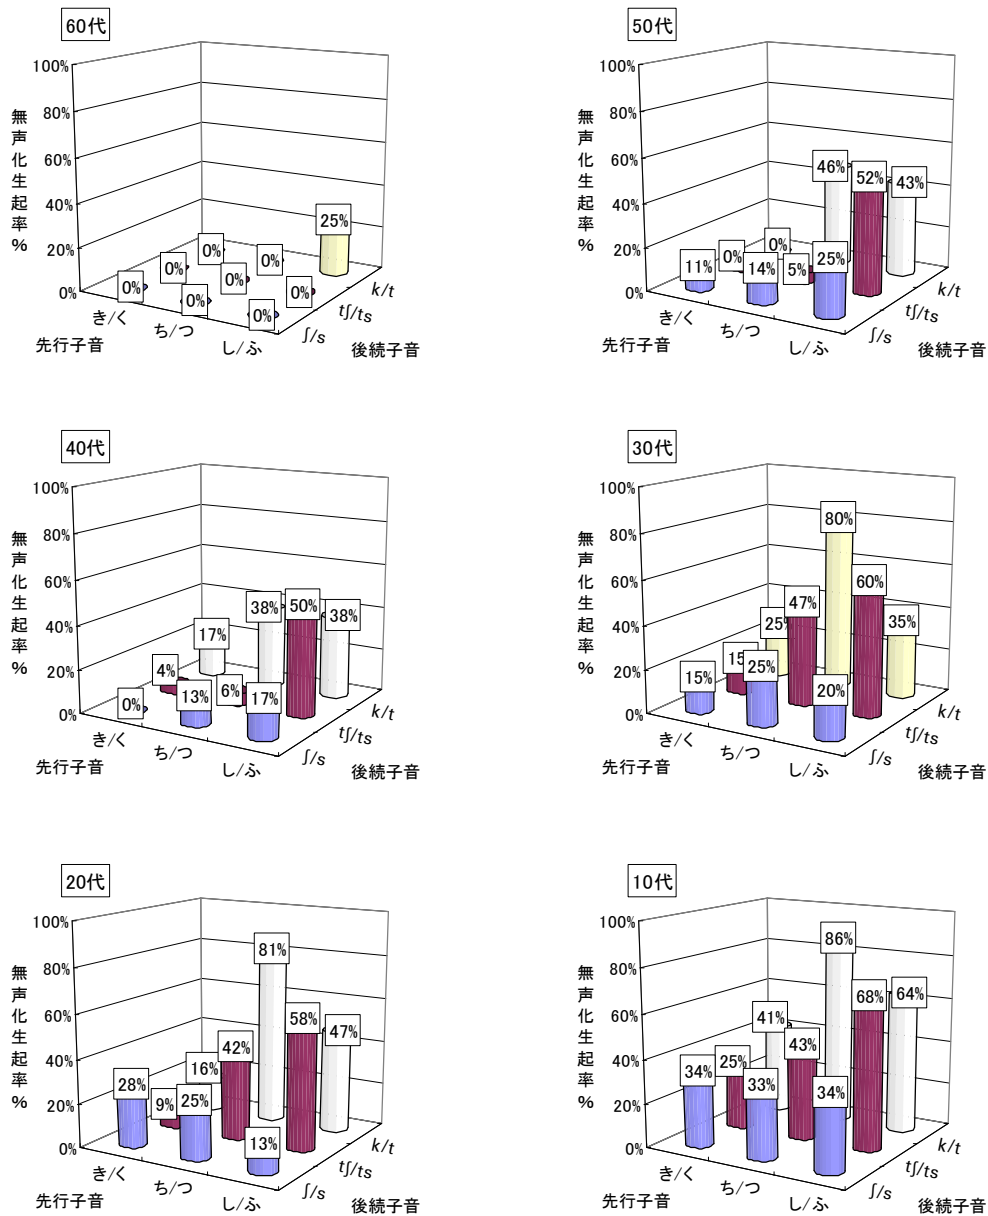 60代
100%
80%
60%
40%
20%
0%
無声化生起率%
25%
0%
0%
0%
0%
0%
0%
0%
0%
き/く
ち/つ
し/ふ
先行子音
ʃ/s
tʃ/ts
k/t
後続子音
50代
100%
80%
60%
40%
20%
0%
無声化生起率%
46%
52%
43%
0%
0%
11%
14%
5%
25%
き/く
ち/つ
し/ふ
先行子音
ʃ/s
tʃ/ts
k/t
後続子音
40代
100%
80%
60%
40%
20%
0%
無声化生起率%
38%
50%
38%
17%
4%
6%
0%
13%
17%
き/く
ち/つ
し/ふ
先行子音
ʃ/s
tʃ/ts
k/t
後続子音
30代
100%
80%
60%
40%
20%
0%
無声化生起率%
80%
60%
47%
35%
25%
15
15%
25%
20%
き/く
ち/つ
し/ふ
先行子音
ʃ/s
tʃ/ts
k/t
後続子音
20代
100%
80%
60%
40%
20%
0%
無声化生起率%
81%
58%
47%
42%
16%
28%
9%
25%
13%
き/く
ち/つ
し/ふ
先行子音
ʃ/s
tʃ/ts
k/t
後続子音
10代
100%
80%
60%
40%
20%
0%
無声化生起率%
86%
68%
64%
41%
43%
25%
34%
33%
34%
き/く
ち/つ
し/ふ
先行子音
ʃ/s
tʃ/ts
k/t
後続子音